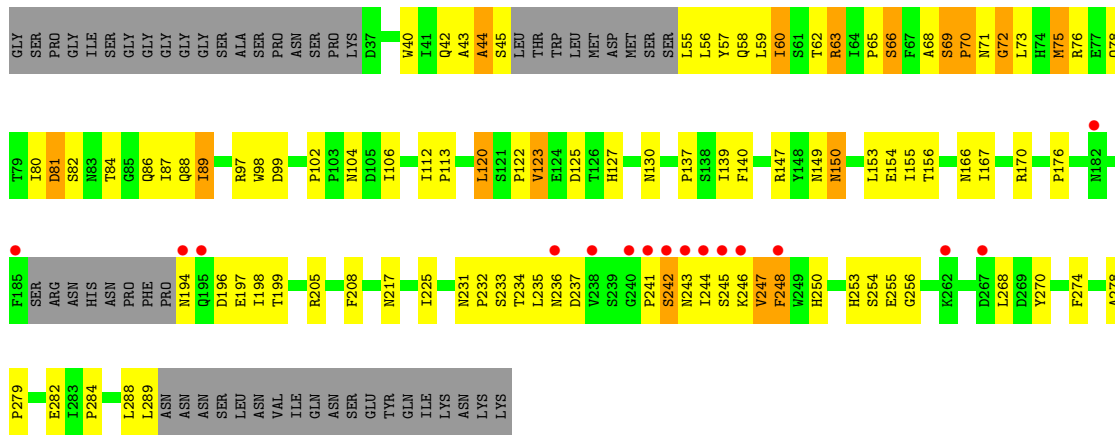 GLY SER PRO GLY ILE SER GLY GLY GLY GLY GLY SER ALA SER PRO ASN SER PRO LYS D37 W40 I41 Q42 A43 A44 S45 LEU THR TRP LEU MET ASP MET SER SER L55 L56 Y57 Q58 L59 I60 S61 T62 R63 I64 P65 S66 F67 A68 S69 P70 N71 G72 L73 H74 M75 R76 E77
T79 I80 D81 S82 N83 T84 G85 Q86 I87 Q88 I89 R97 W98 D99 P102 P103 N104 D105 I106 I112 P113 L120 S121 P122 V123 E124 D125 T126 H127 N130 P137 S138 I139 F140 R147 Y148 N149 N150 L153 E154 I155 T156 N166 I167 R170 P176 N182
F185 SER ARG ASN HIS ASN PRO PHE PRO N194 Q195 D196 E197 I198 T199 R205 F208 N217 I225 N231 P232 S233 T234 L235 N236 D237 V238 S239 G240 P241 S242 N243 I244 S245 K246 V247 F248 W249 H250 H253 S254 E255 G256 K262 D267 L268 D269 Y270 F274 A278
P279 E282 I283 P284 L288 L289 ASN ASN ASN SER LEU ASN VAL ILE GLN ASN SER GLU TYR GLN ILE LYS ASN LYS LYS